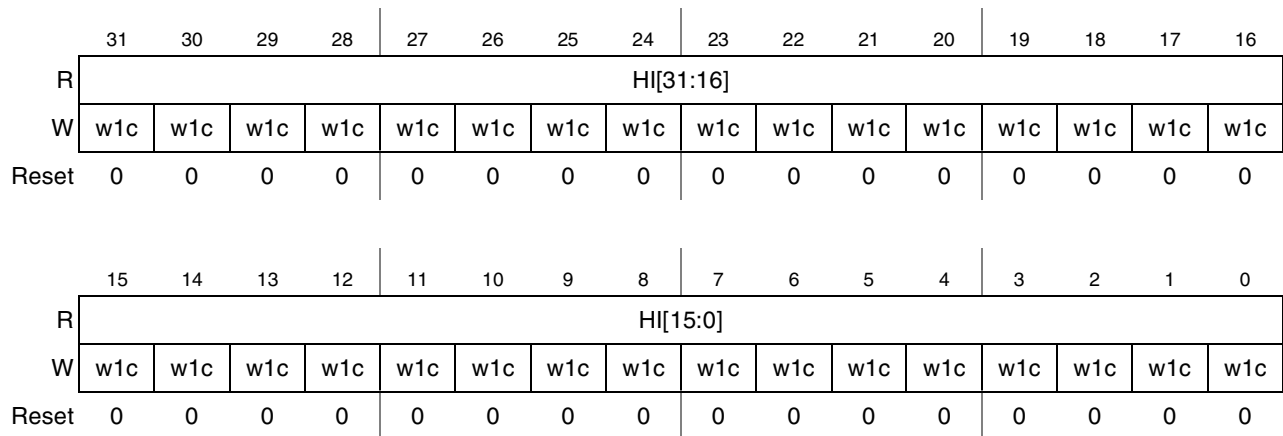 31 30 29 28 27 26 25 24 23 22 21 20 19 18 17 16
R HI[31:16]
W w1c w1c w1c w1c w1c w1c w1c w1c w1c w1c w1c w1c w1c w1c w1c w1c
Reset 0 0 0 0 0 0 0 0 0 0 0 0 0 0 0 0
15 14 13 12 11 10 9 8 7 6 5 4 3 2 1 0
R HI[15:0]
W w1c w1c w1c w1c w1c w1c w1c w1c w1c w1c w1c w1c w1c w1c w1c w1c
Reset 0 0 0 0 0 0 0 0 0 0 0 0 0 0 0 0